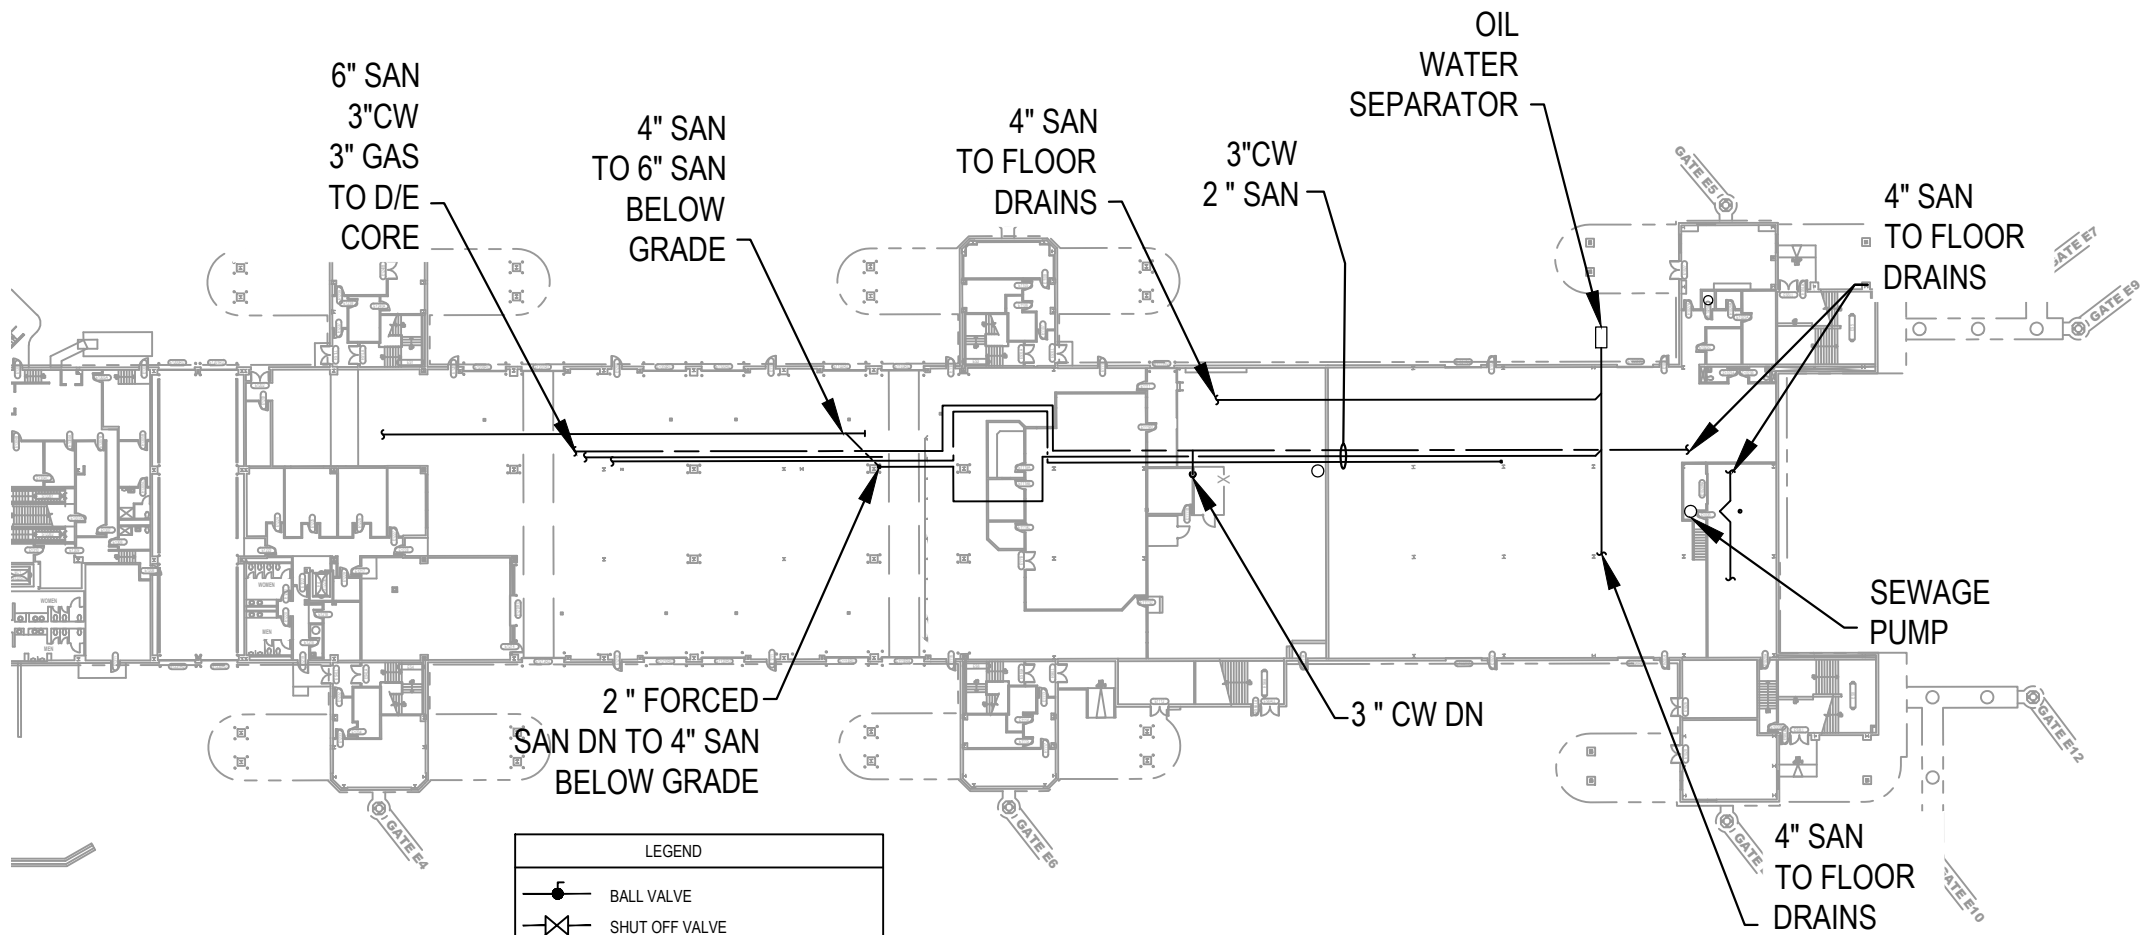 OIL
WATER
SEPARATOR
6" SAN
3"CW
3" GAS
TO D/E
CORE
4" SAN
TO 6" SAN
BELOW
GRADE
4" SAN
TO FLOOR
DRAINS
3"CW
2 " SAN
4" SAN
TO FLOOR
DRAINS
GATE E5
GATE E7
GATE E9
SEWAGE
PUMP
WOMEN
MEN
WOMEN
MEN
2 " FORCED
SAN DN TO 4" SAN
BELOW GRADE
3 " CW DN
GATE E12
GATE E4
GATE E6
GATE
4" SAN
TO FLOOR
DRAINS
GATE E10
LEGEND
BALL VALVE
SHUT OFF VALVE